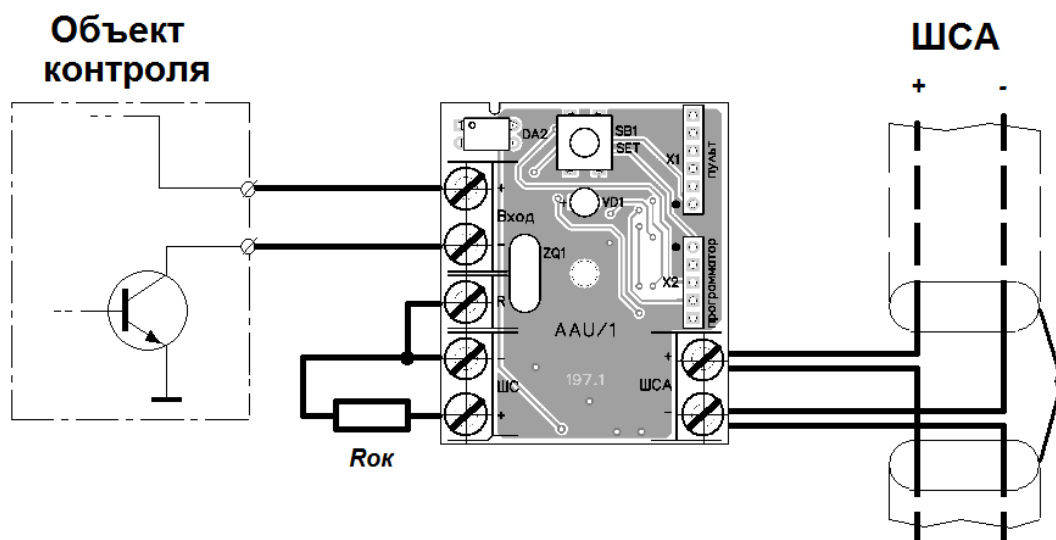 Объект
контроля
ШСА
+ -
DA2
SB1
SET
X1
пульт
+
Вход
-
+
VD1
ZQ1
R
X2
программатор
AAU/1
-
ШС
+
197.1
+
ШСА
-
Rок